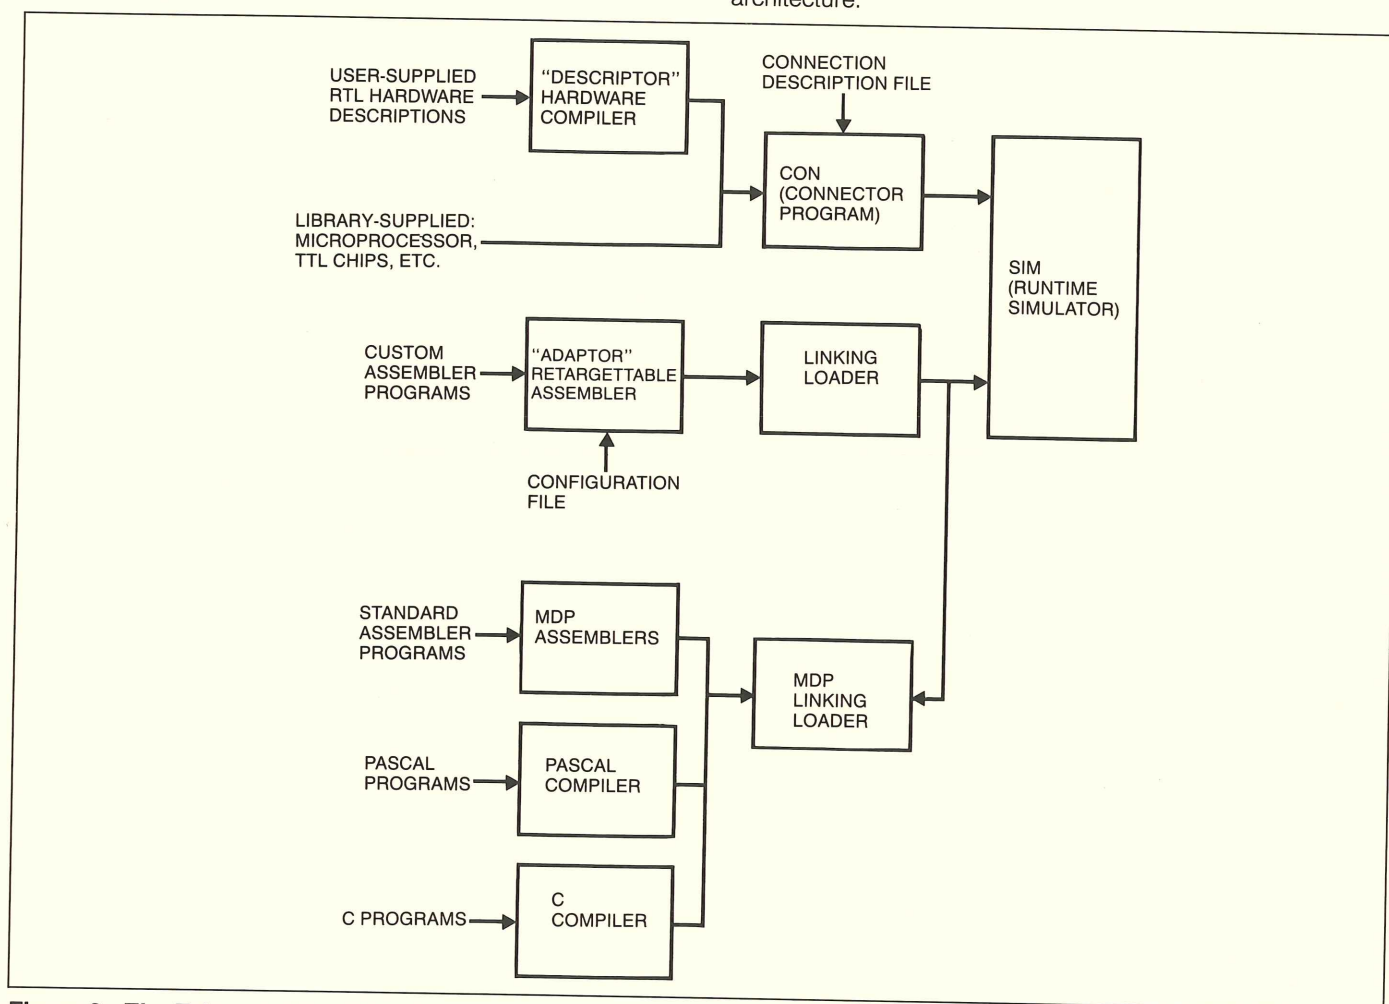 architecture.
USER-SUPPLIED
RTL HARDWARE
DESCRIPTIONS
"DESCRIPTOR"
HARDWARE
COMPILER
CONNECTION
DESCRIPTION FILE
CON
(CONNECTOR
PROGRAM)
LIBRARY-SUPPLIED:
MICROPROCESSOR,
TTL CHIPS, ETC.
SIM
(RUNTIME
SIMULATOR)
CUSTOM
ASSEMBLER
PROGRAMS
"ADAPTOR"
RETARGETTABLE
ASSEMBLER
LINKING
LOADER
CONFIGURATION
FILE
STANDARD
ASSEMBLER
PROGRAMS
MDP
ASSEMBLERS
MDP
LINKING
LOADER
PASCAL
PROGRAMS
PASCAL
COMPILER
C PROGRAMS
C
COMPILER